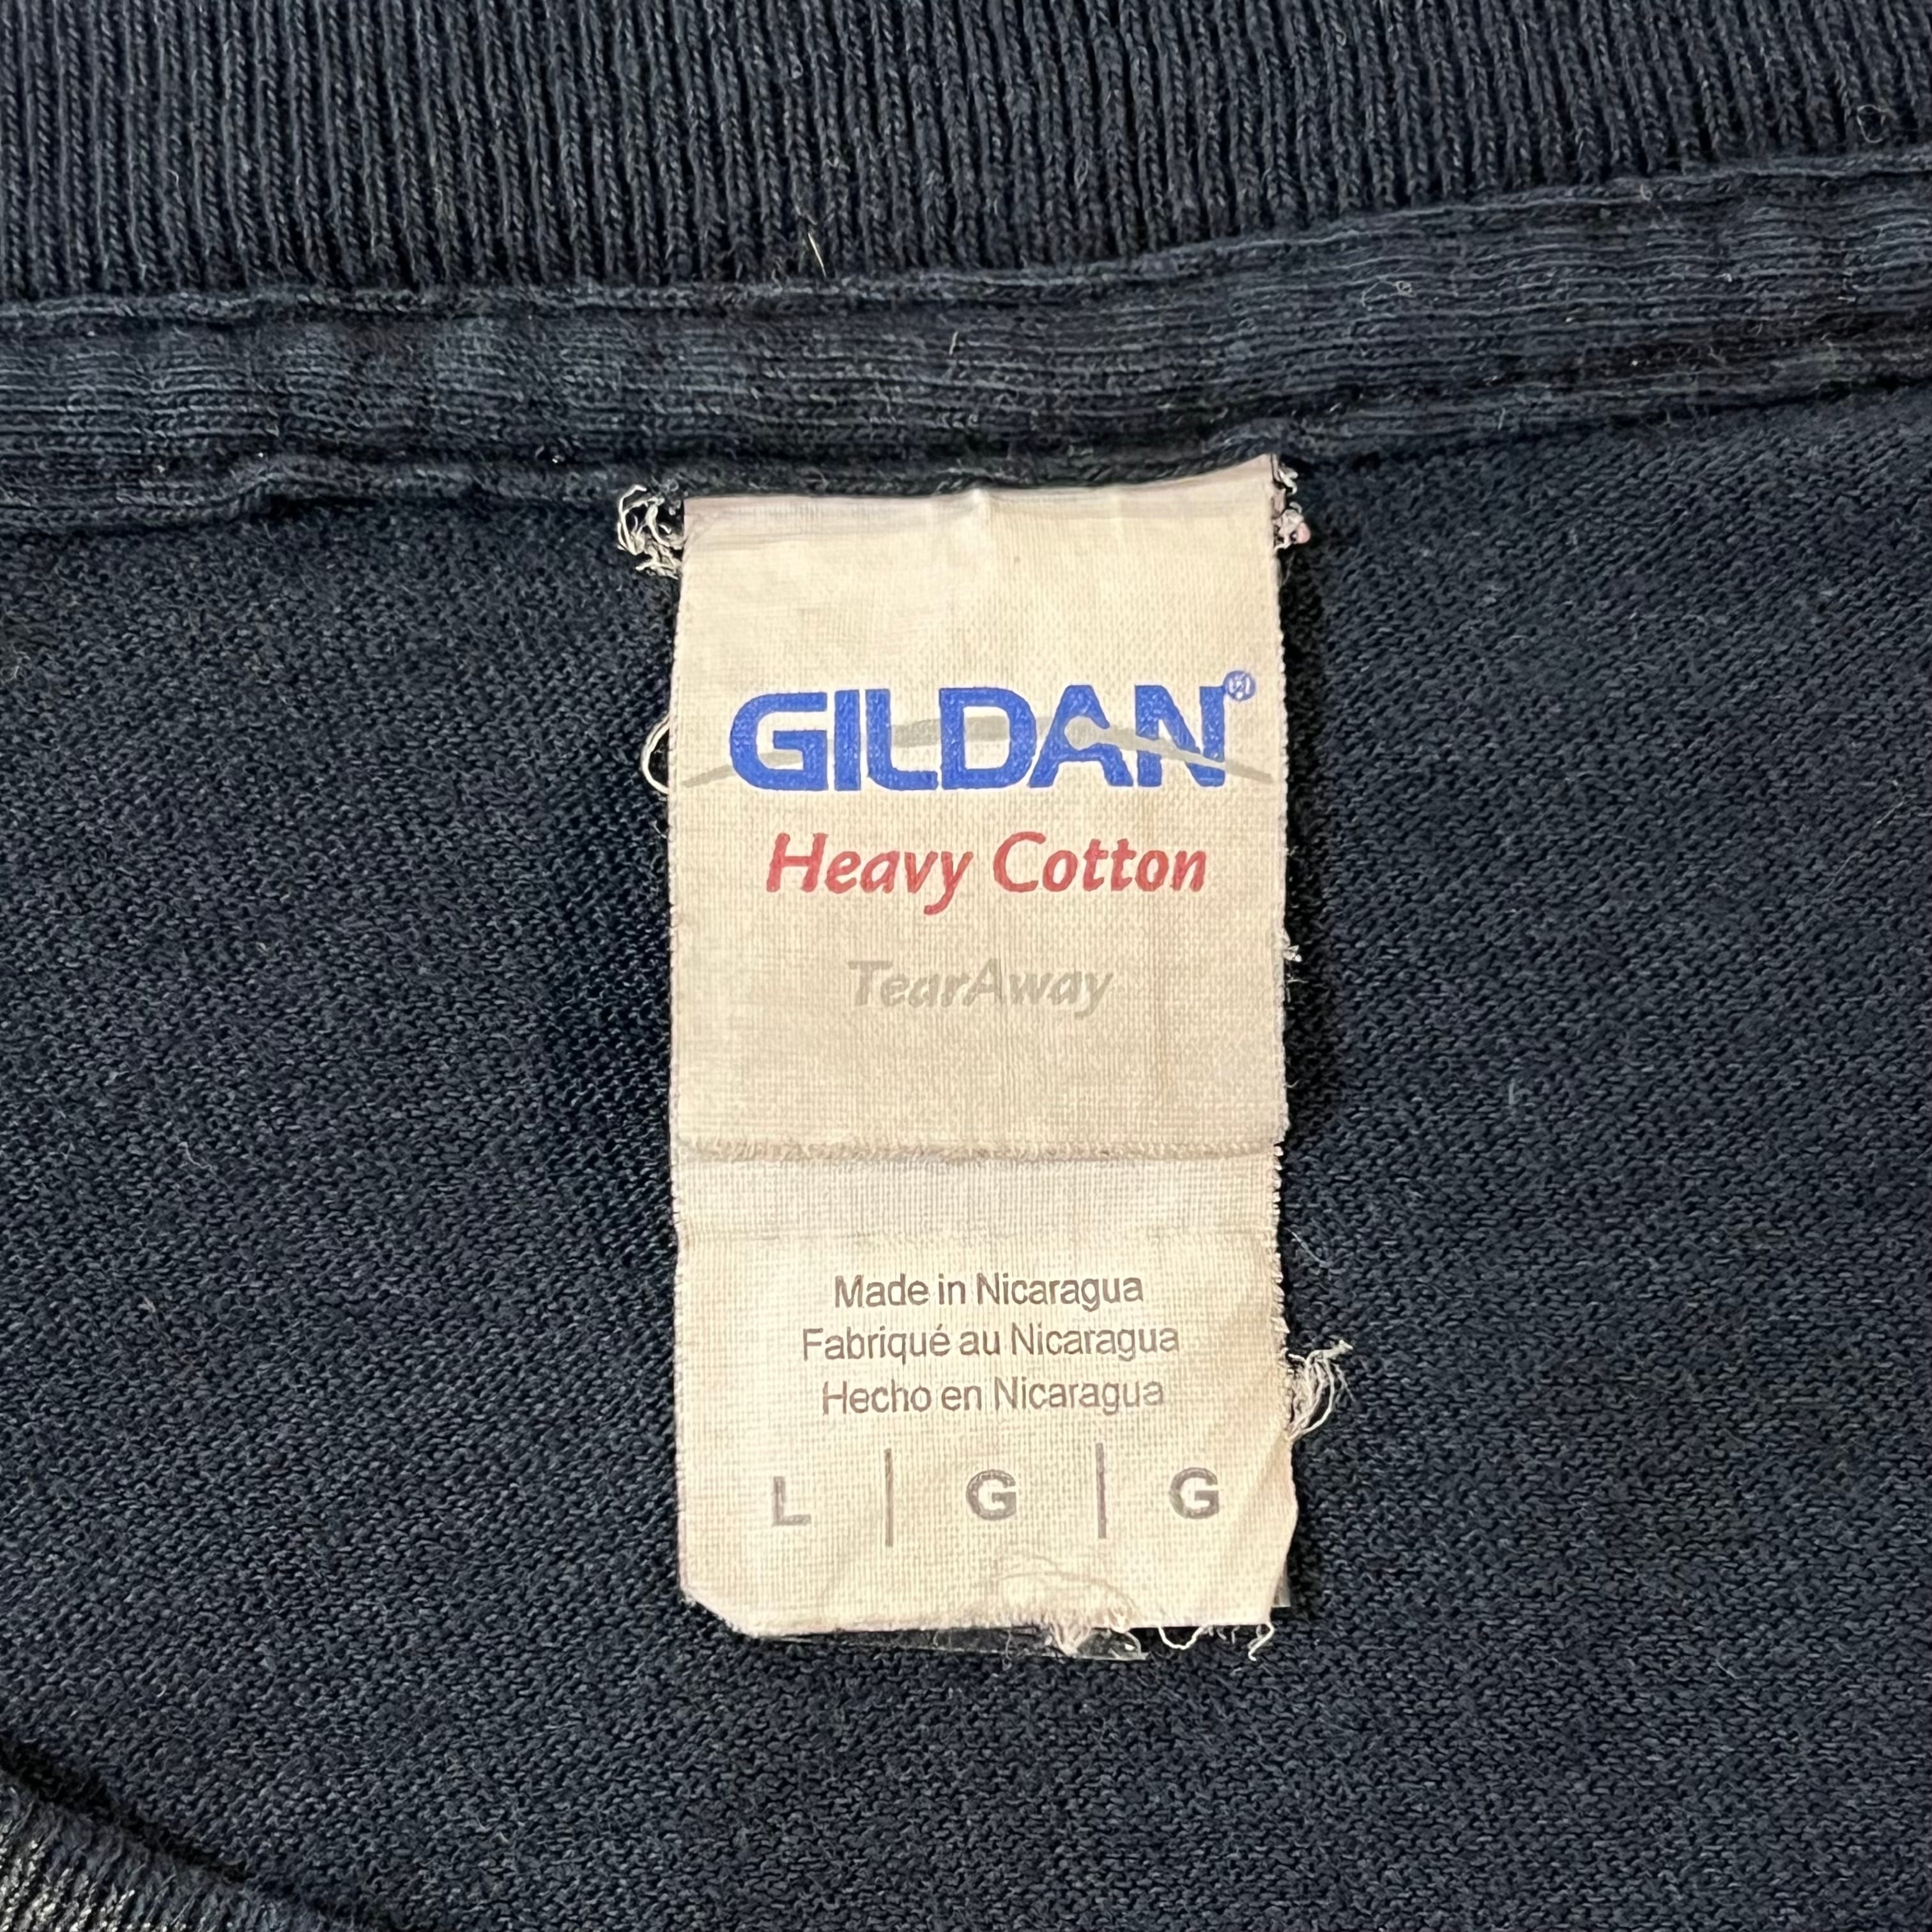 GILDAN®
Heavy Cotton
TearAway
Made in Nicaragua
Fabriqué au Nicaragua
Hecho en Nicaragua
L | G | G